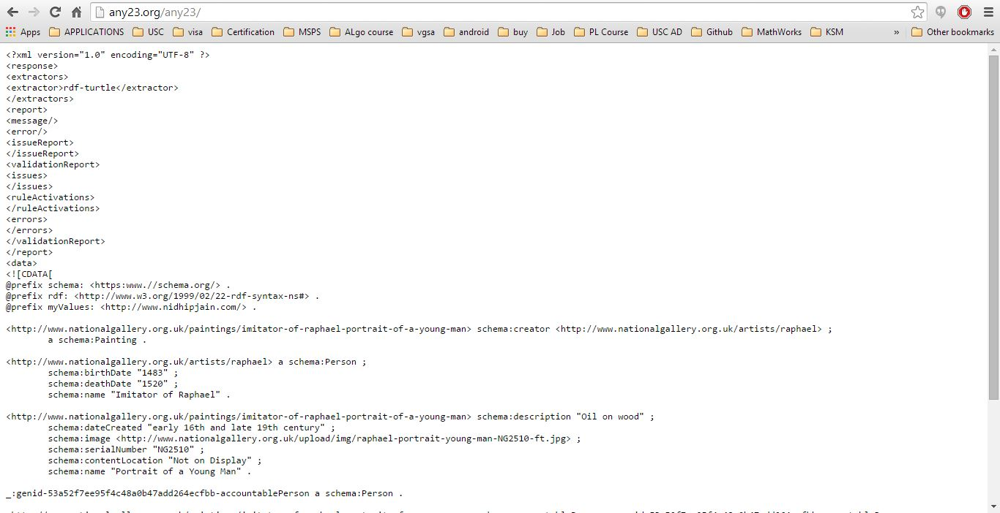 any23.org/any23/
Apps APPLICATIONS USC visa Certification MSPS ALgo course vgsa android buy Job PL Course USC AD Github MathWorks KSM » Other bookmarks
<?xml version="1.0" encoding="UTF-8" ?>
<response>
<extractors>
<extractor>rdf-turtle</extractor>
</extractors>
<report>
<message/>
<error/>
<issueReport>
</issueReport>
<validationReport>
<issues>
</issues>
<ruleActivations>
</ruleActivations>
<errors>
</errors>
</validationReport>
</report>
<data>
<![CDATA[
@prefix schema: <https:www.//schema.org/> .
@prefix rdf: <http://www.w3.org/1999/02/22-rdf-syntax-ns#> .
@prefix myValues: <http://www.nidhipjain.com/> .
<http://www.nationalgallery.org.uk/paintings/imitator-of-raphael-portrait-of-a-young-man> schema:creator <http://www.nationalgallery.org.uk/artists/raphael> ;
a schema:Painting .
<http://www.nationalgallery.org.uk/artists/raphael> a schema:Person ;
schema:birthDate "1483" ;
schema:deathDate "1520" ;
schema:name "Imitator of Raphael" .
<http://www.nationalgallery.org.uk/paintings/imitator-of-raphael-portrait-of-a-young-man> schema:description "Oil on wood" ;
schema:dateCreated "early 16th and late 19th century" ;
schema:image <http://www.nationalgallery.org.uk/upload/img/raphael-portrait-young-man-NG2510-ft.jpg> ;
schema:serialNumber "NG2510" ;
schema:contentLocation "Not on Display" ;
schema:name "Portrait of a Young Man" .
_:genid-53a52f7ee95f4c48a0b47add264ecfbb-accountablePerson a schema:Person .